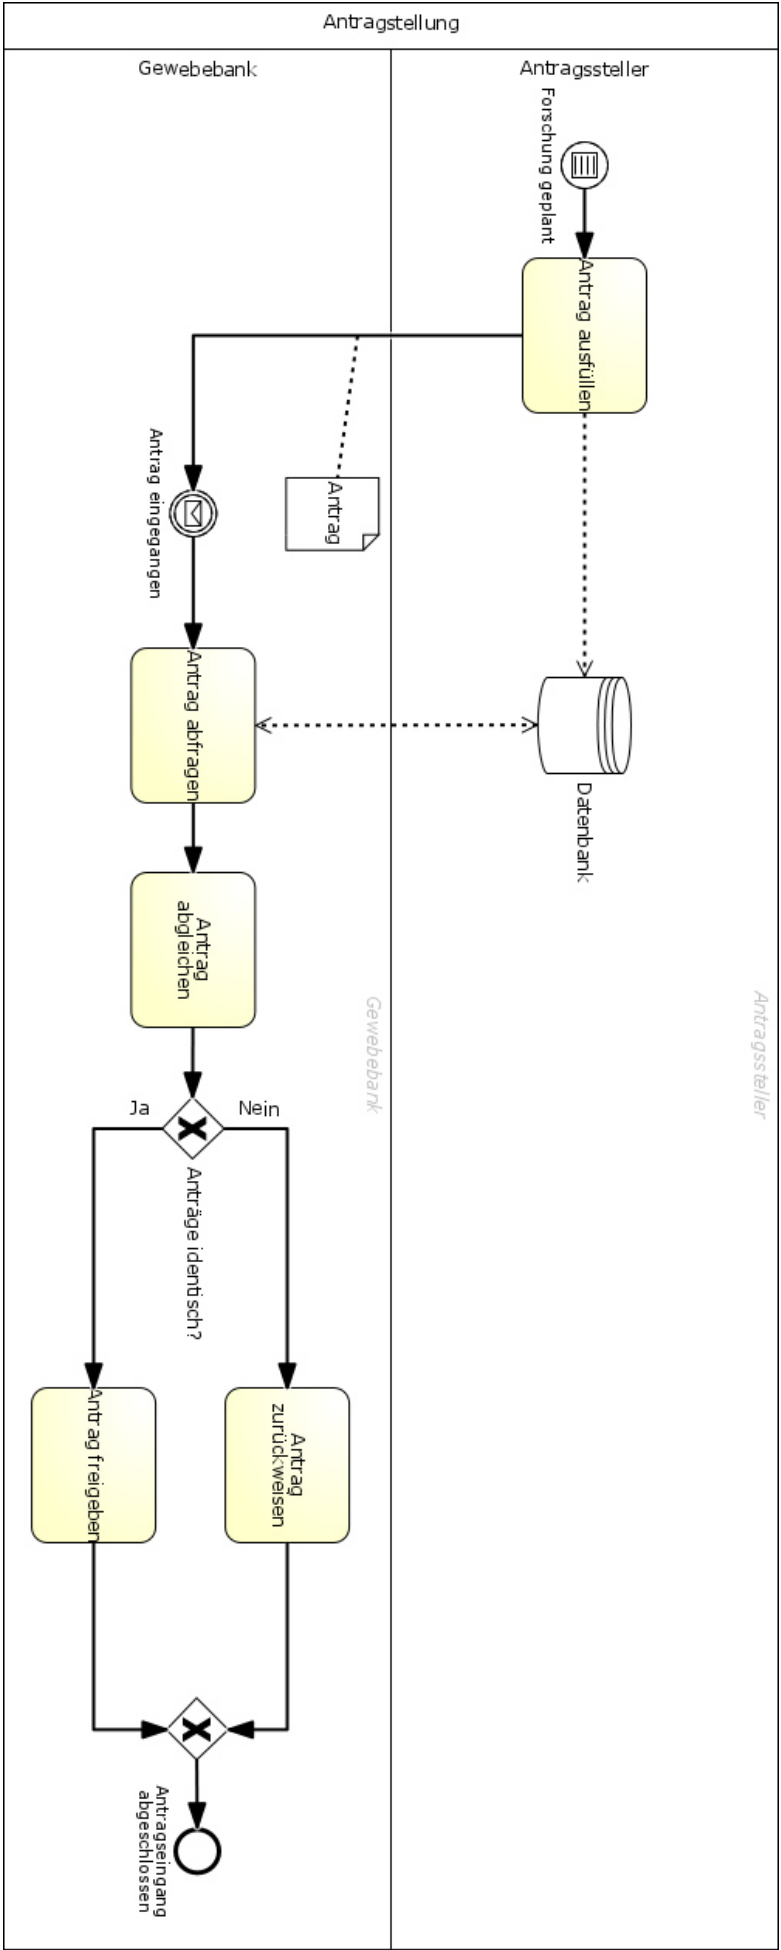 Antragstellung
Gewebebank
Antragssteller
Forschung geplant
Antrag ausfüllen
Antrag
Antrag eingegangen
Antrag abfragen
Datenbank
Antrag
abgleichen
Gewebebank
Antragssteller
Ja
Nein
Anträge identisch?
Antrag freigeben
Antrag
zurückweisen
Antragseingang
abgeschlossen